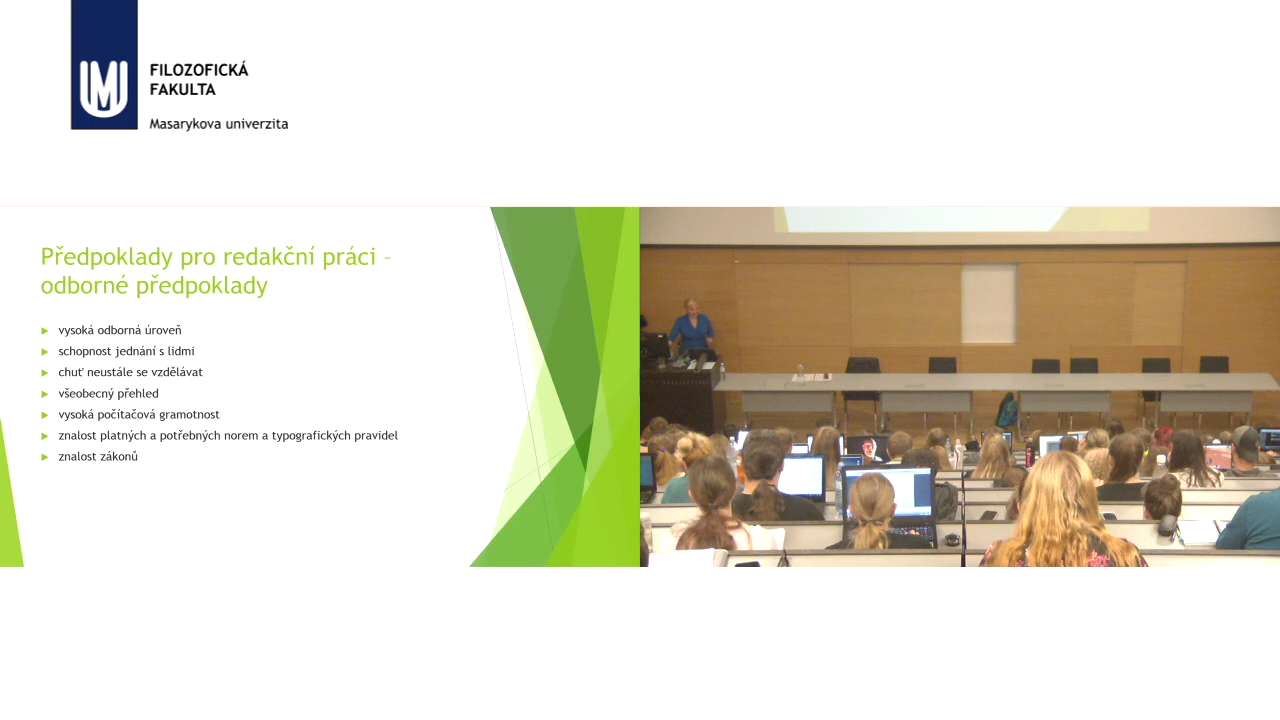 FILOZOFICKÁ
FAKULTA
Masarykova univerzita
Předpoklady pro redakční práci –
odborné předpoklady
vysoká odborná úroveň
schopnost jednání s lidmi
chuť neustále se vzdělávat
všeobecný přehled
vysoká počítačová gramotnost
znalost platných a potřebných norem a typografických pravidel
znalost zákonů